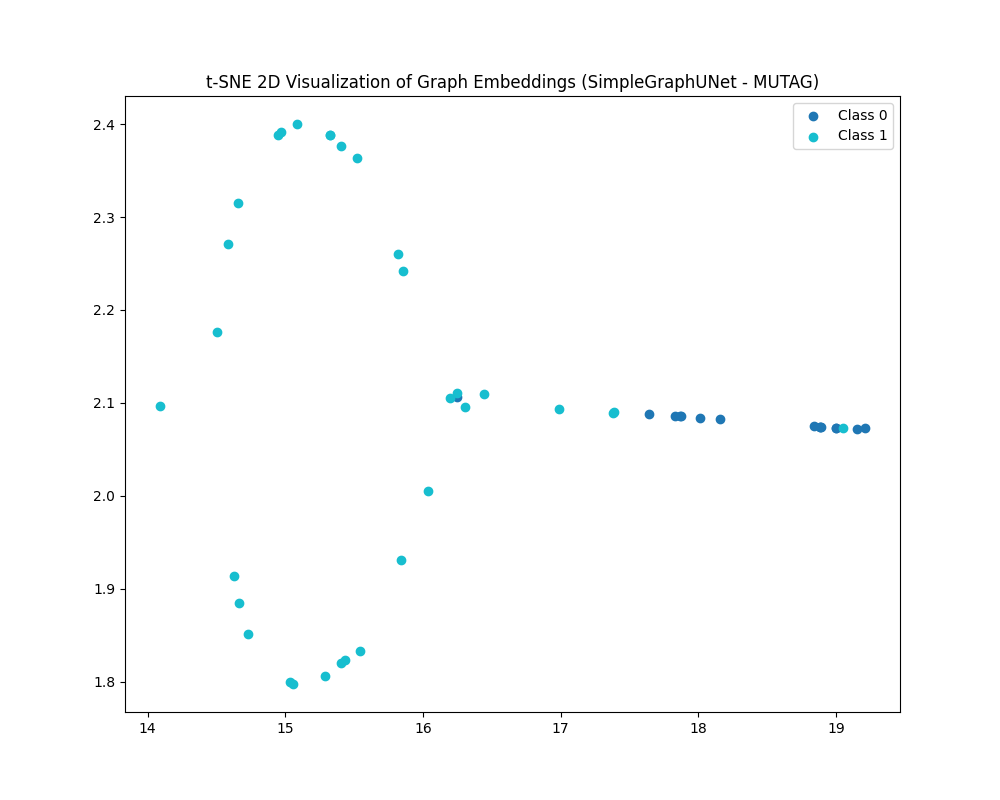 t-SNE 2D Visualization of Graph Embeddings (SimpleGraphUNet - MUTAG)
Class 0
Class 1
2.4
2.3
2.2
2.1
2.0
1.9
1.8
14 15 16 17 18 19